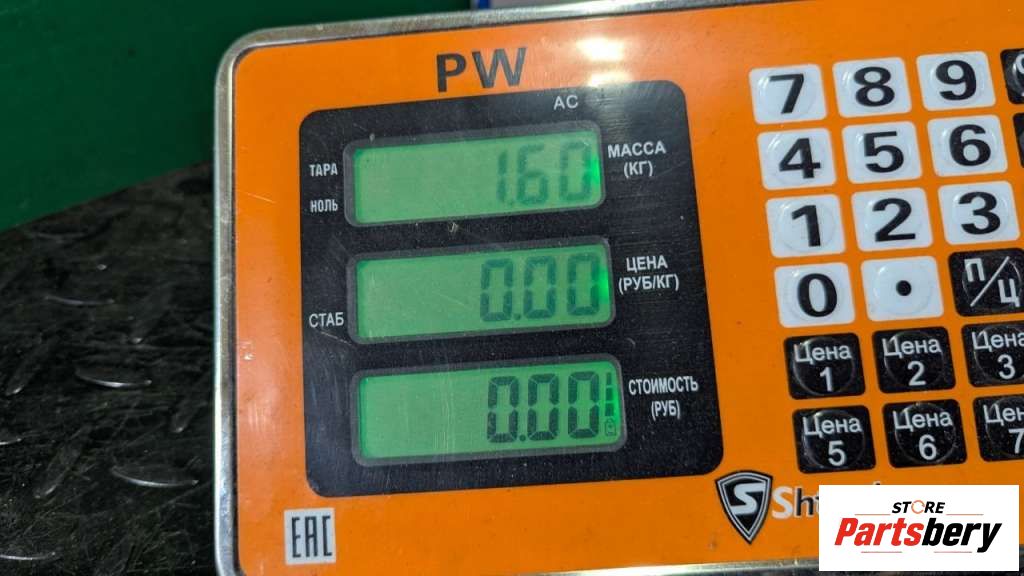 PW
AC
ТАРА
НОЛЬ
1.60
МАССА
(КГ)
0.00
ЦЕНА
(РУБ/КГ)
СТАБ
0.00
СТОИМОСТЬ
(РУБ)
7 8 9
4 5 6
1 2 3
0 .
П/Ц
Цена 1
Цена 2
Цена 3
Цена 5
Цена 6
Цена 7
EAC
S
STORE
Partsbery